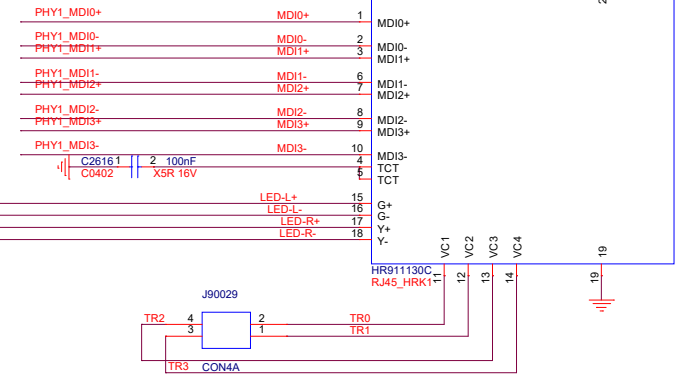 PHY1_MDI0+ MDI0+ 1 MDI0+
PHY1_MDI0- MDI0- 2 MDI0-
PHY1_MDI1+ MDI1+ 3 MDI1+
PHY1_MDI1- MDI1- 6 MDI1-
PHY1_MDI2+ MDI2+ 7 MDI2+
PHY1_MDI2- MDI2- 8 MDI2-
PHY1_MDI3+ MDI3+ 9 MDI3+
PHY1_MDI3- MDI3- 10 MDI3-
C2616 1 2 100nF 4 TCT
C0402 X5R 16V 5 TCT
LED-L+ 15 G+
LED-L- 16 G-
LED-R+ 17 Y+
LED-R- 18 Y-
VC1 VC2 VC3 VC4 19
HR911130C
RJ45_HRK1
11 12 13 14 19
J90029
TR2 4 2 TR0
3 1 TR1
TR3 CON4A